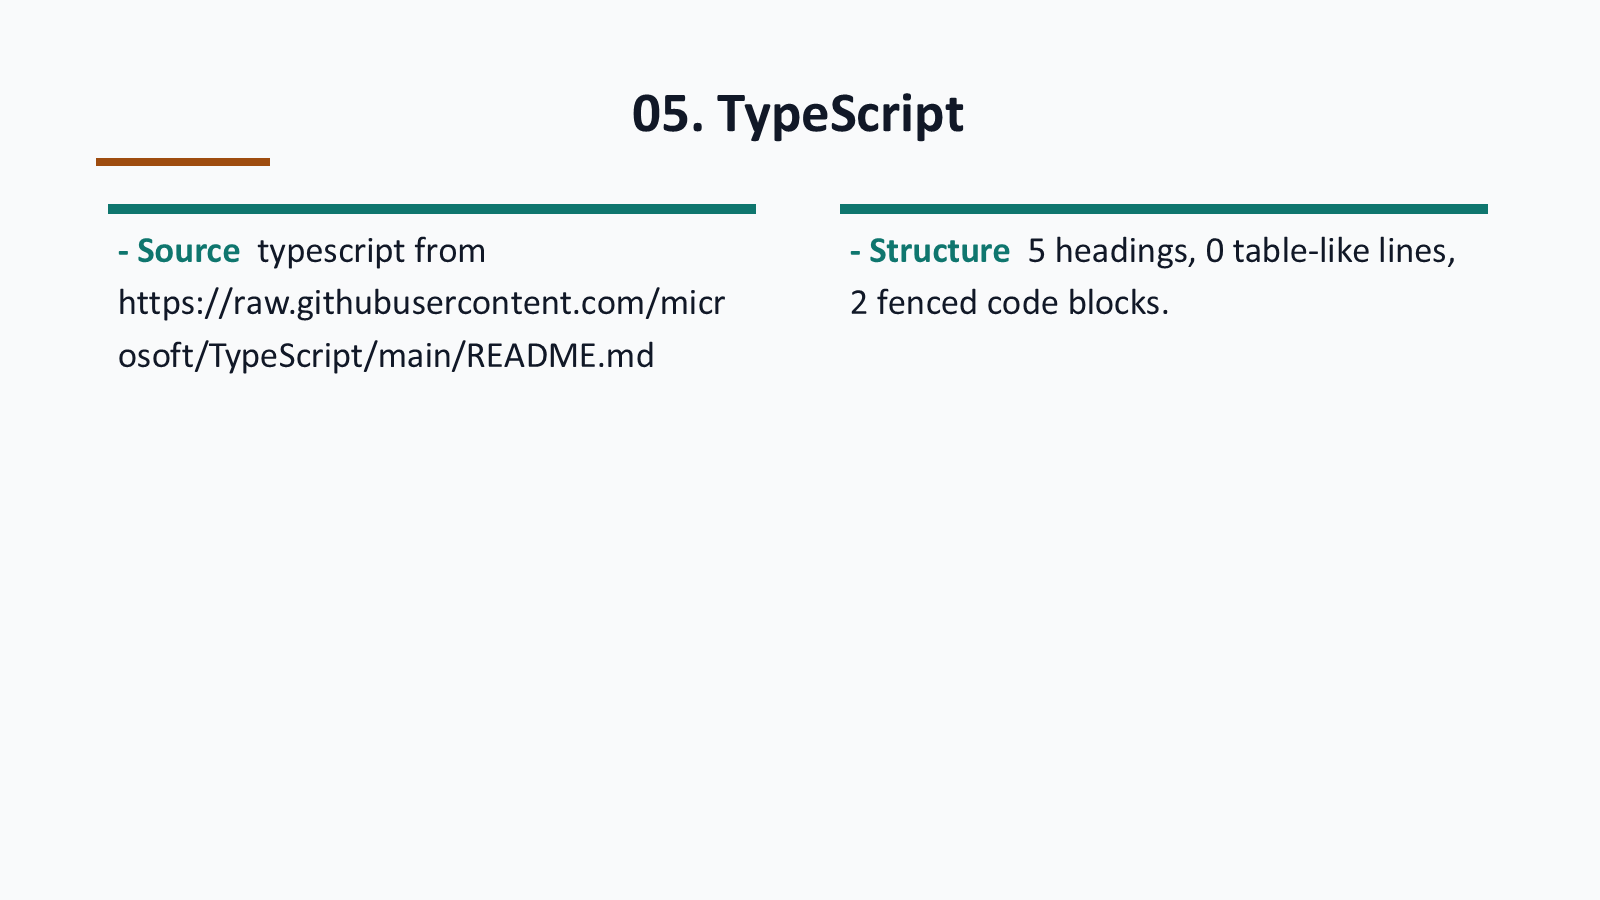 05. TypeScript
- Source typescript from
https://raw.githubusercontent.com/micr
osoft/TypeScript/main/README.md
- Structure 5 headings, 0 table-like lines,
2 fenced code blocks.